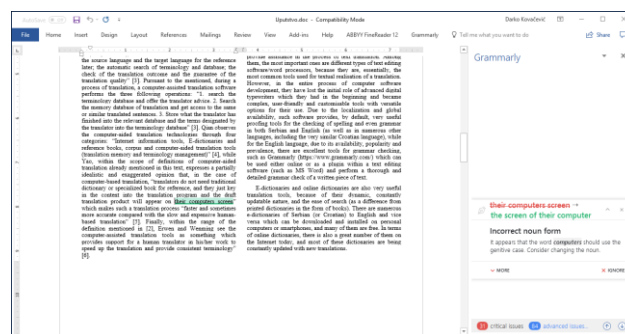 AutoSave Off
Uputstvo.doc - Compatibility Mode
Darko Kovačević
File Home Insert Design Layout References Mailings Review View Add-ins Help ABBYY FineReader 12 Grammarly Tell me what you want to do Share
the source language and the target language for the reference
later; the automatic search of terminology and database; the
check of the translation outcome and the guarantee of the
translation quality" [3]. Pursuant to the mentioned, during a
process of translation, a computer-assisted translation software
performs the three following operations: "1. search the
terminology database and offer the translator advice. 2. Search
the memory database of translation and get access to the same
or similar translated sentences. 3. Store what the translator has
finished into the relevant database and the terms designated by
the translator into the terminology database" [3]. Qian observes
the computer-aided translation technologies through four
categories: "Internet information tools, E-dictionaries and
reference books, corpus and computer-aided translation tools
(translation memory and terminology management)" [4], while
Yao, within the scope of definitions of computer-aided
translation already mentioned in this text, expresses a partially
idealistic and exaggerated opinion that, in the case of
computer-based translation, "translators do not need traditional
dictionary or specialized book for reference, and they just key
in the content into the translation program and the draft
translation product will appear on their computers screen"
which makes such a translation process "faster and sometimes
more accurate compared with the slow and expensive human-
based translation" [5]. Finally, within the range of the
definition mentioned in [2], Erwen and Wenming see the
computer-assisted translation tools as something which
provides support for a human translator in his/her work to
speed up the translation and provide consistent terminology"
[6].
provide assistance in the process of text translation. Among
them, the most important ones are different types of text editing
software-word processors, because they are, essentially, the
most common tools used for textual realization of a translation.
However, in the entire process of computer software
development, they have lost the initial role of advanced digital
typewriters which they had in the beginning and became
complex, user-friendly and customisable tools with versatile
options for their use. Due to the localization and global
availability, such software provides, by default, very useful
proofing tools for the checking of spelling and even grammar
in both Serbian and English (as well as in numerous other
languages, including the very similar Croatian language), while
for the English language, due to its availability, popularity and
prevalence, there are excellent tools for grammar checking,
such as Grammarly (https://www.grammarly.com/) which can
be used either online or as a plugin within a text editing
software (such as MS Word) and perform a thorough and
detailed grammar check of a written piece of text.
E-dictionaries and online dictionaries are also very useful
translation tools, because of their dynamic, constantly
updatable nature, and the ease of search (as a difference from
printed dictionaries in the form of books). There are numerous
e-dictionaries of Serbian (or Croatian) to English and vice
versa which can be downloaded and installed on personal
computers or smartphones, and many of them are free. In terms
of online dictionaries, there is also a great number of them on
the Internet today, and most of these dictionaries are being
constantly updated with new translations.
Grammarly
their computers screen →
the screen of their computer
Incorrect noun form
It appears that the word computers should use the
genitive case. Consider changing the noun.
MORE
IGNORE
critical issues
advanced issues..